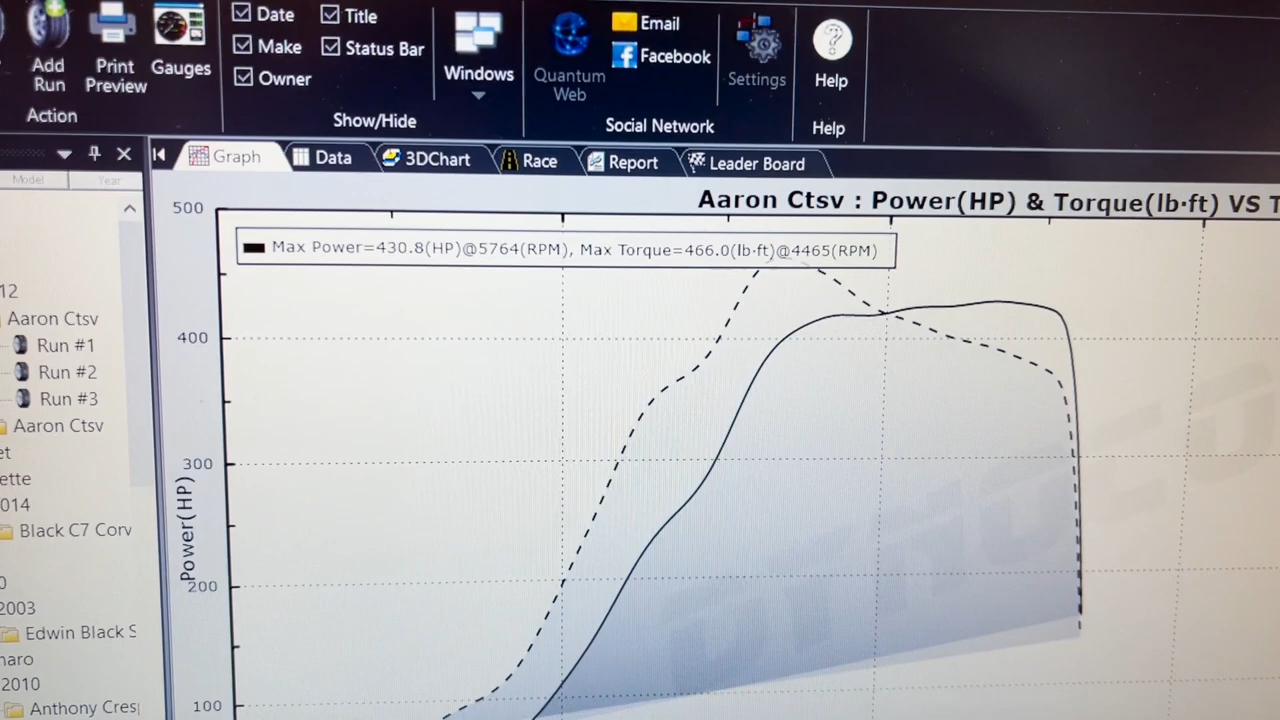 Date
Title
Make
Status Bar
Owner
Show/Hide
Add Run
Print Preview
Gauges
Action
Windows
Quantum Web
Email
Facebook
Social Network
Settings
Help
Help
Model
Year
Graph
Data
3DChart
Race
Report
Leader Board
Aaron Ctsv : Power(HP) & Torque(lb·ft) VS T
Max Power=430.8(HP)@5764(RPM), Max Torque=466.0(lb·ft)@4465(RPM)
500
400
300
200
100
Power(HP)
12
Aaron Ctsv
Run #1
Run #2
Run #3
Aaron Ctsv
et
ette
014
Black C7 Corv
0
2003
Edwin Black S
naro
2010
Anthony Cresp